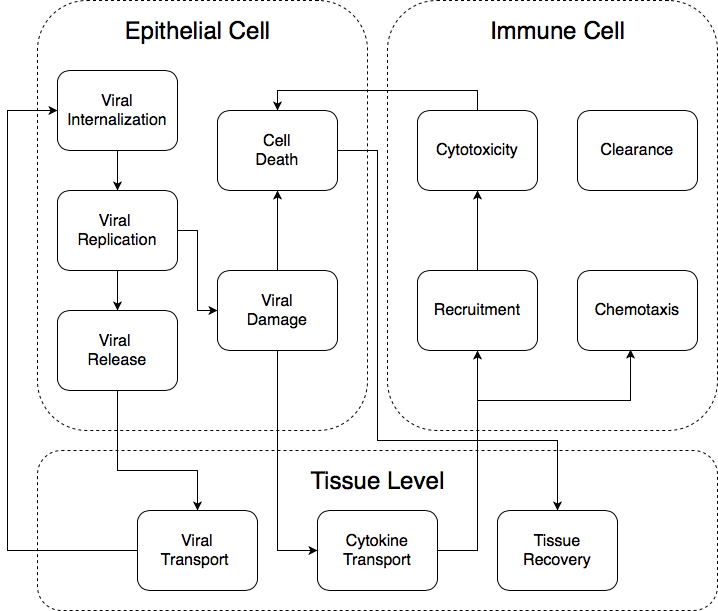 Epithelial Cell
Immune Cell
Viral
Internalization
Cell
Death
Cytotoxicity
Clearance
Viral
Replication
Viral
Damage
Recruitment
Chemotaxis
Viral
Release
Tissue Level
Viral
Transport
Cytokine
Transport
Tissue
Recovery